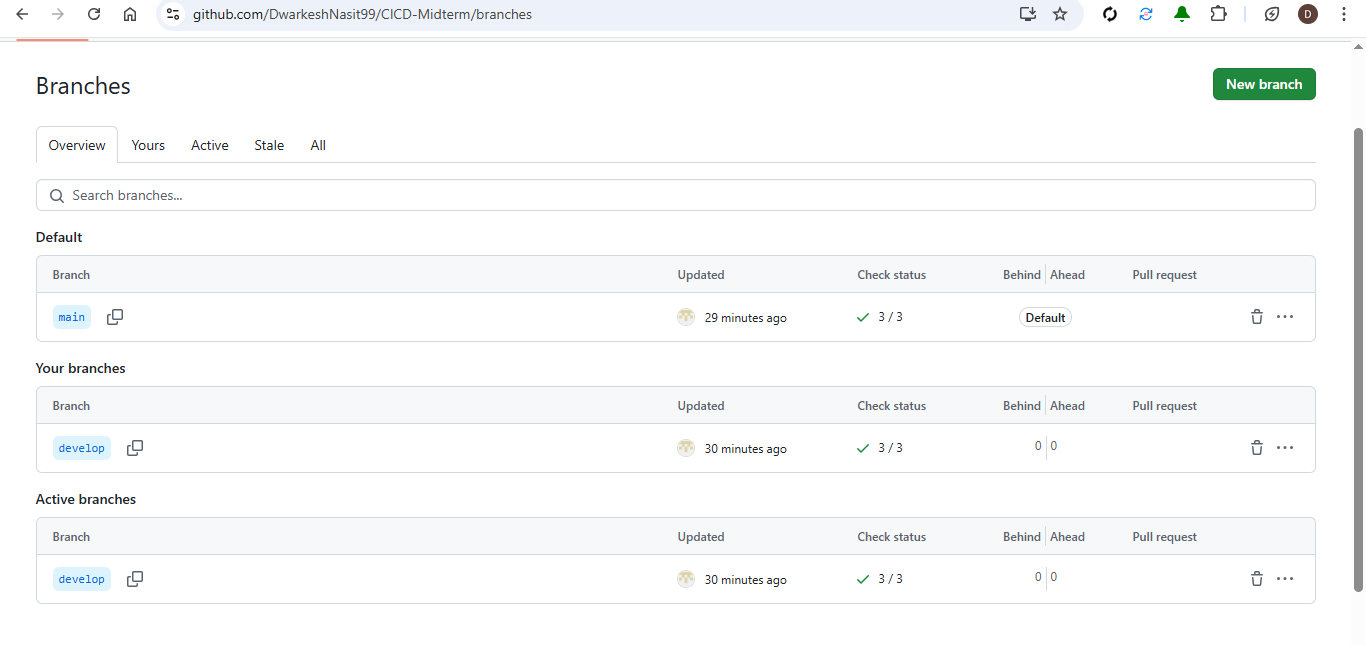 github.com/DwarkeshNasit99/CICD-Midterm/branches D
Branches New branch
Overview Yours Active Stale All
Search branches...
Default
Branch Updated Check status Behind Ahead Pull request
main 29 minutes ago 3 / 3 Default
Your branches
Branch Updated Check status Behind Ahead Pull request
develop 30 minutes ago 3 / 3 0 0
Active branches
Branch Updated Check status Behind Ahead Pull request
develop 30 minutes ago 3 / 3 0 0